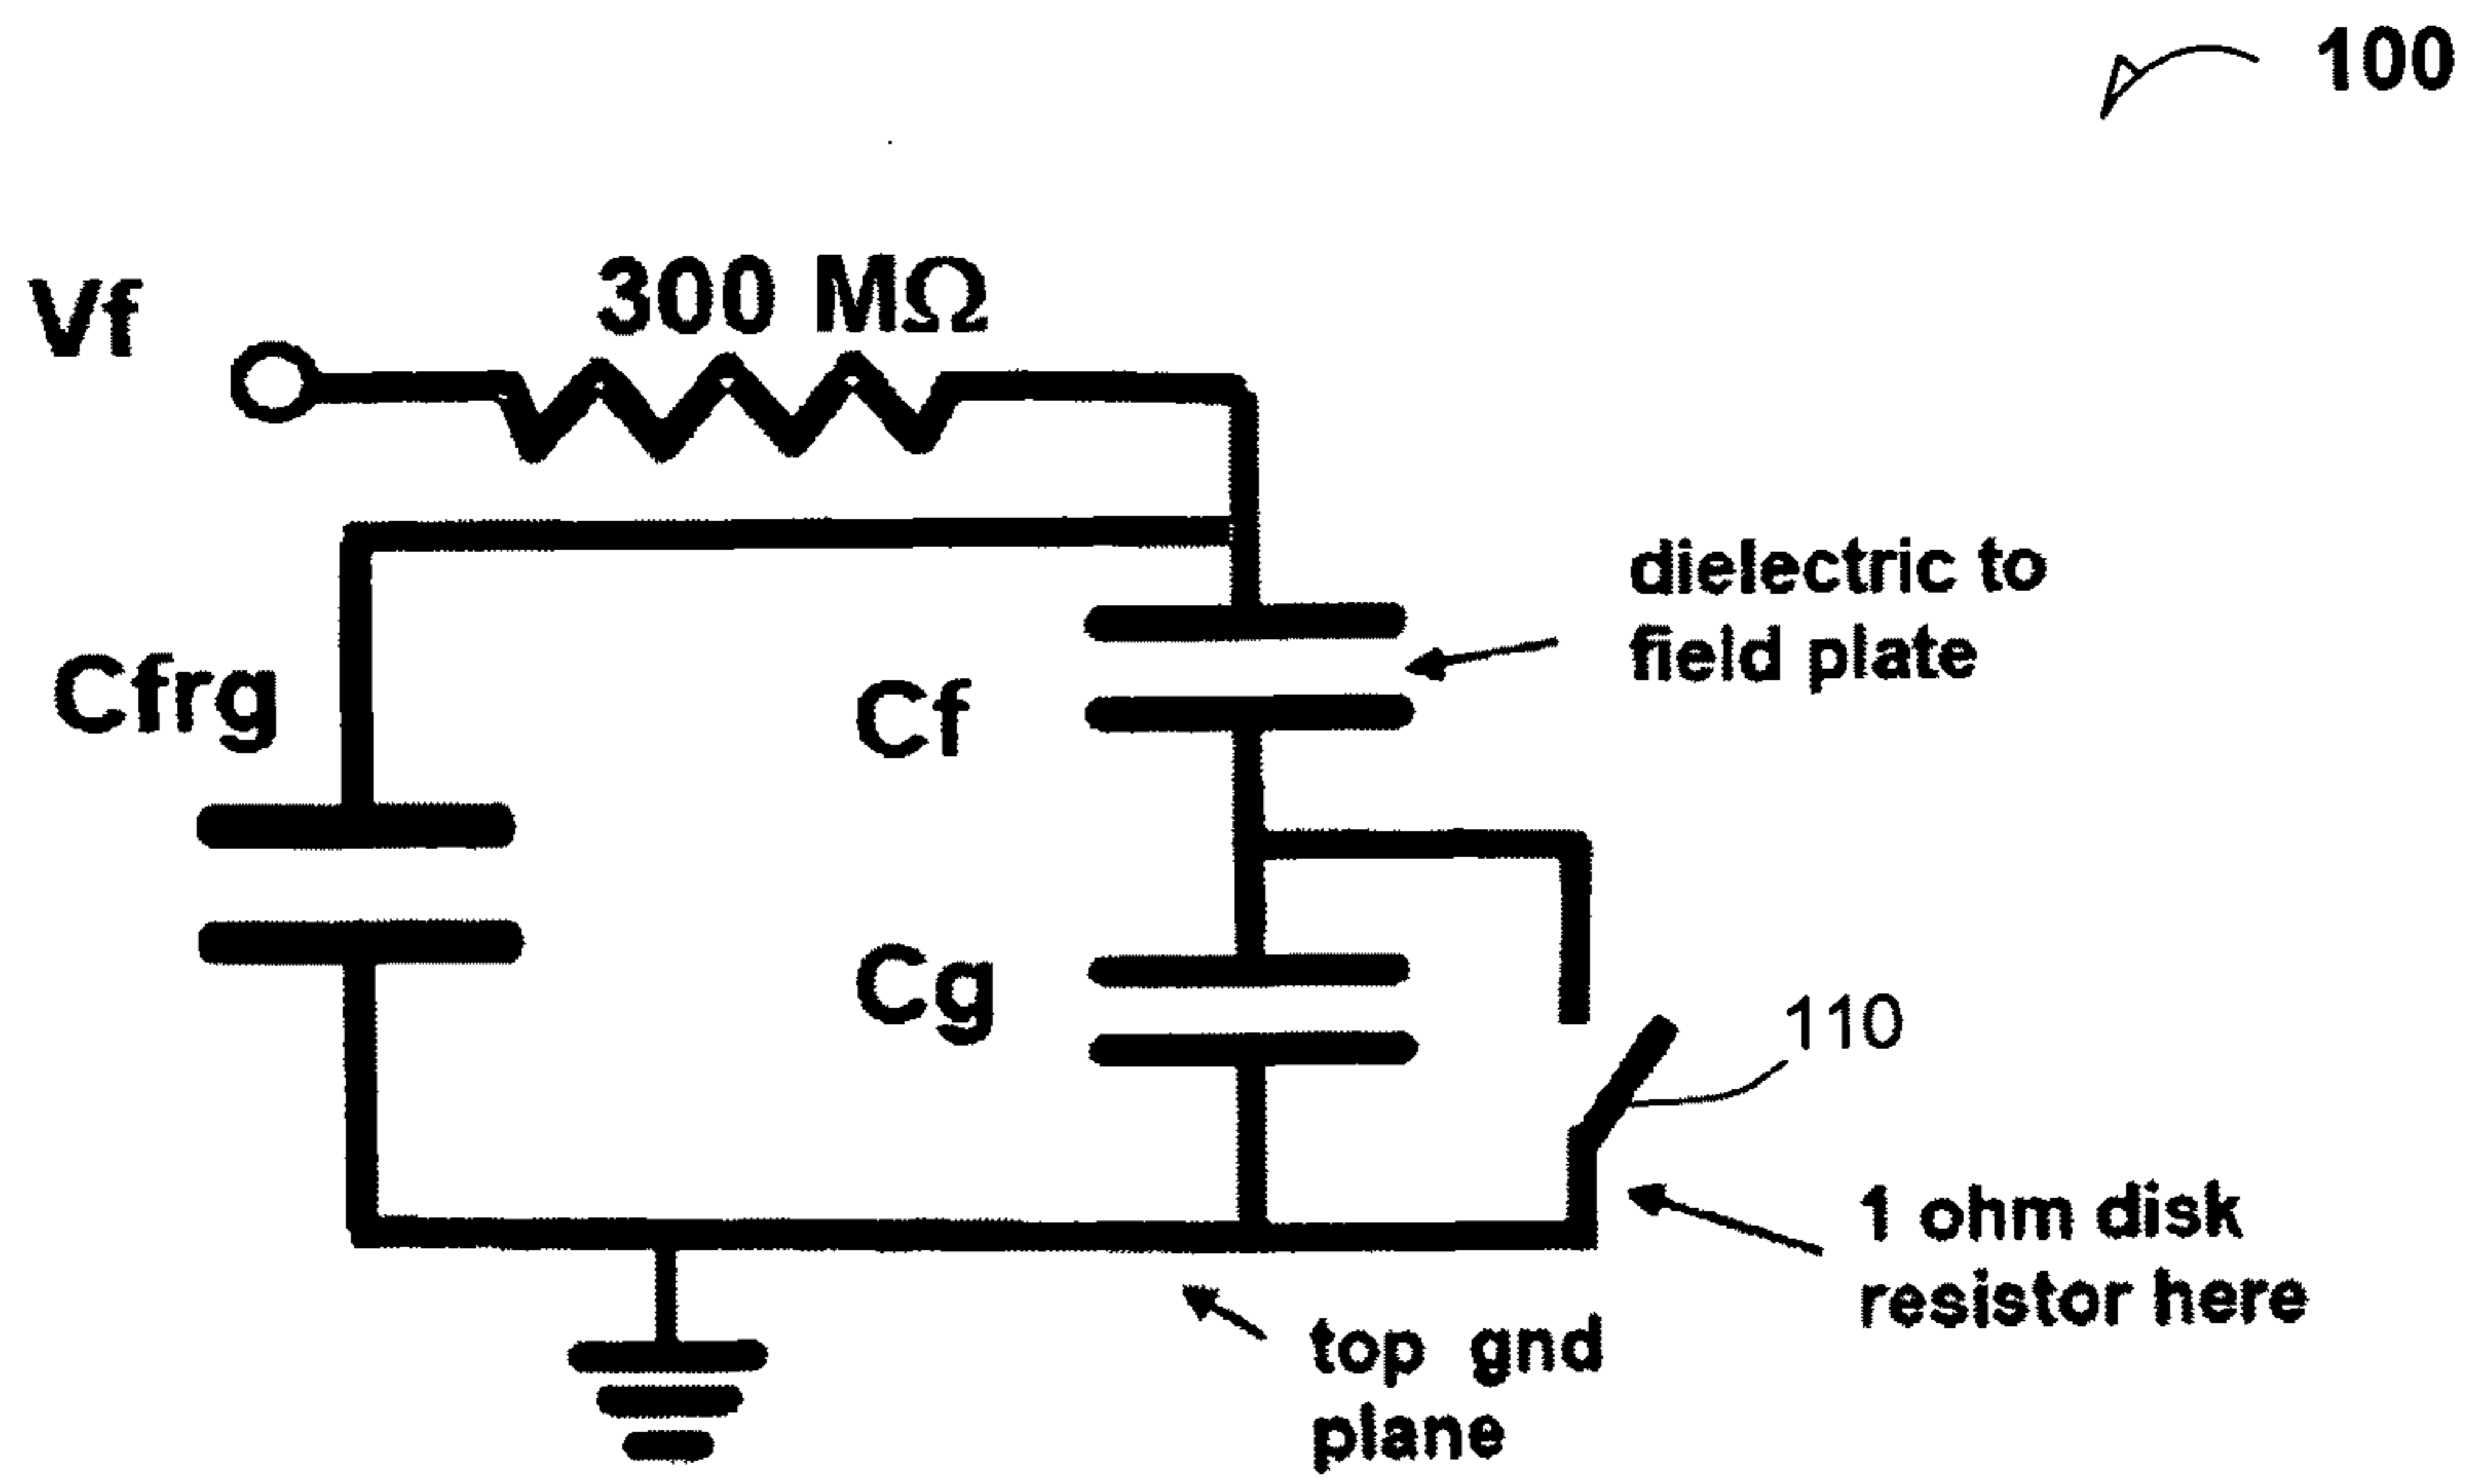 100
Vf
300 MΩ
dielectric to
field plate
Cfrg
Cf
Cg
110
1 ohm disk
resistor here
top gnd
plane